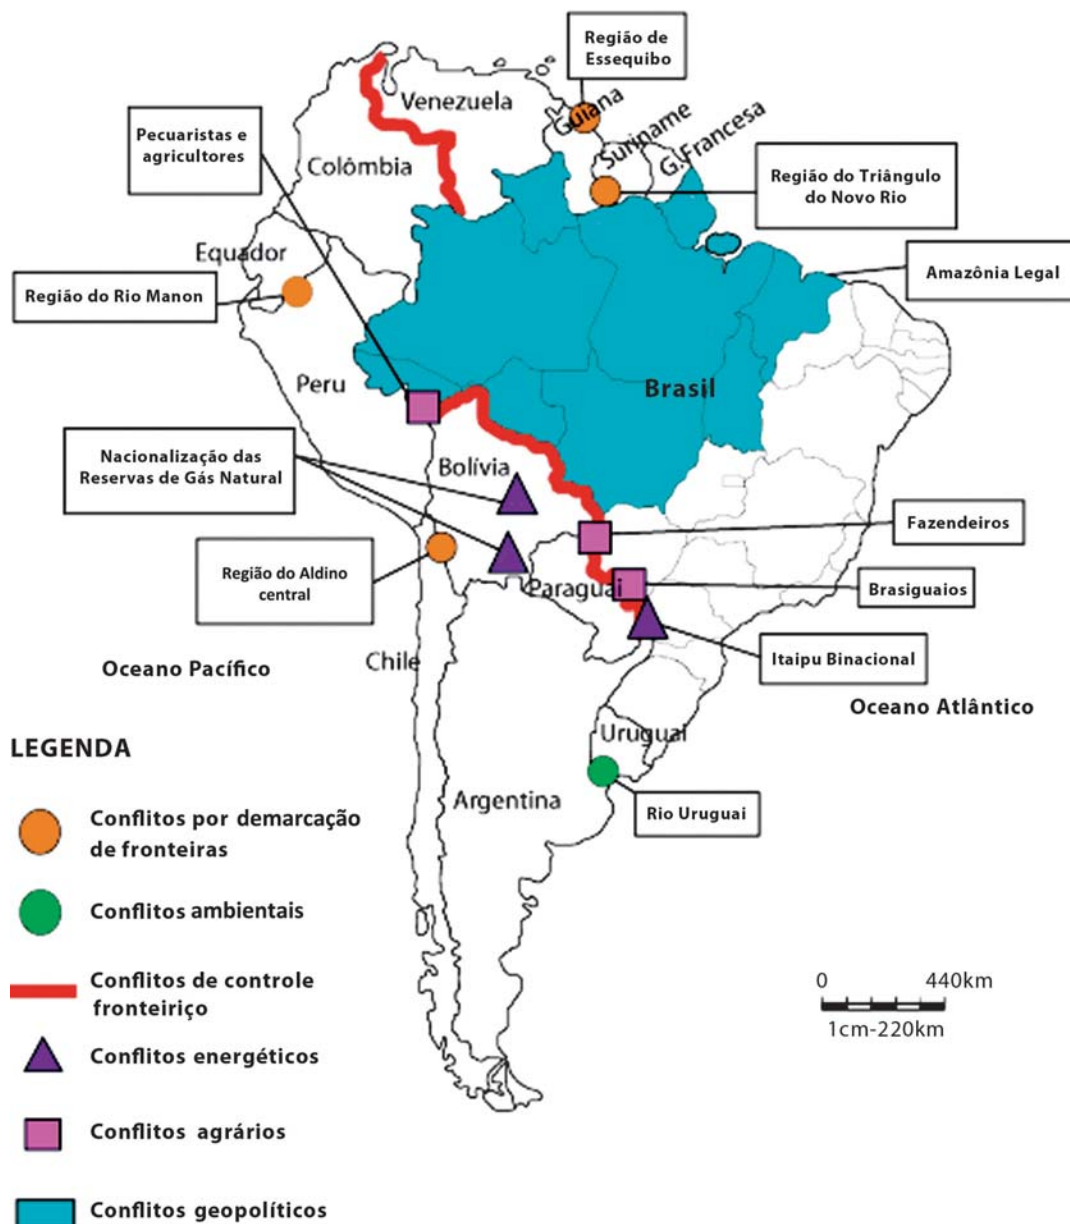 Região de
Essequibo
Venezuela
Guiana
Suriname
G.Francesa
Pecuaristas e
agricultores
Colômbia
Região do Triângulo
do Novo Rio
Equador
Amazônia Legal
Região do Rio Manon
Peru
Brasil
Nacionalização das
Reservas de Gás Natural
Bolívia
Fazendeiros
Região do Aldino
central
Paraguai
Brasiguaios
Chile
Itaipu Binacional
Oceano Pacífico
Oceano Atlântico
Uruguai
Argentina
Rio Uruguai
LEGENDA
Conflitos por demarcação
de fronteiras
Conflitos ambientais
Conflitos de controle
fronteiriço
Conflitos energéticos
Conflitos agrários
Conflitos geopolíticos
0 440km
1cm-220km